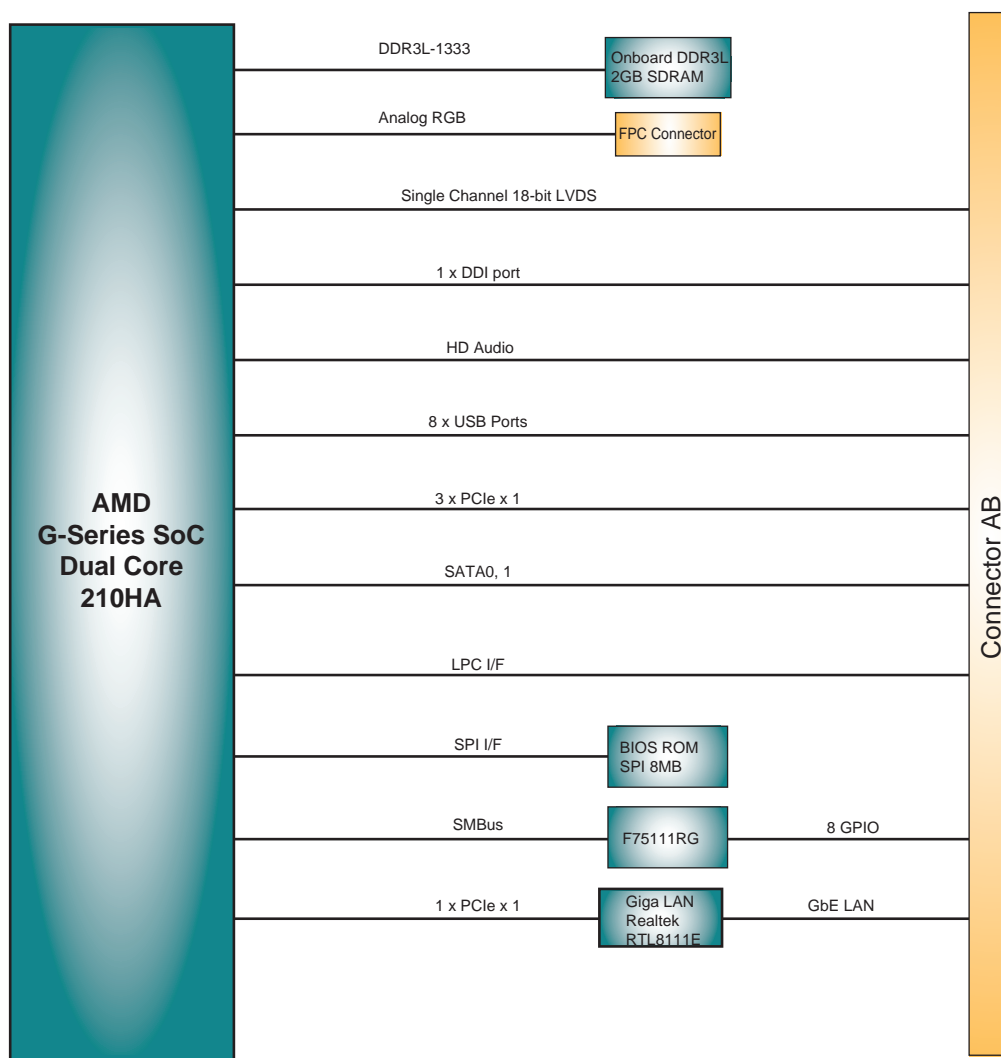 DDR3L-1333
Onboard DDR3L
2GB SDRAM
Analog RGB
FPC Connector
Single Channel 18-bit LVDS
1 x DDI port
HD Audio
8 x USB Ports
AMD
G-Series SoC
Dual Core
210HA
3 x PCIe x 1
Connector AB
SATA0, 1
LPC I/F
SPI I/F
BIOS ROM
SPI 8MB
SMBus
F75111RG
8 GPIO
1 x PCIe x 1
Giga LAN
Realtek
RTL8111E
GbE LAN